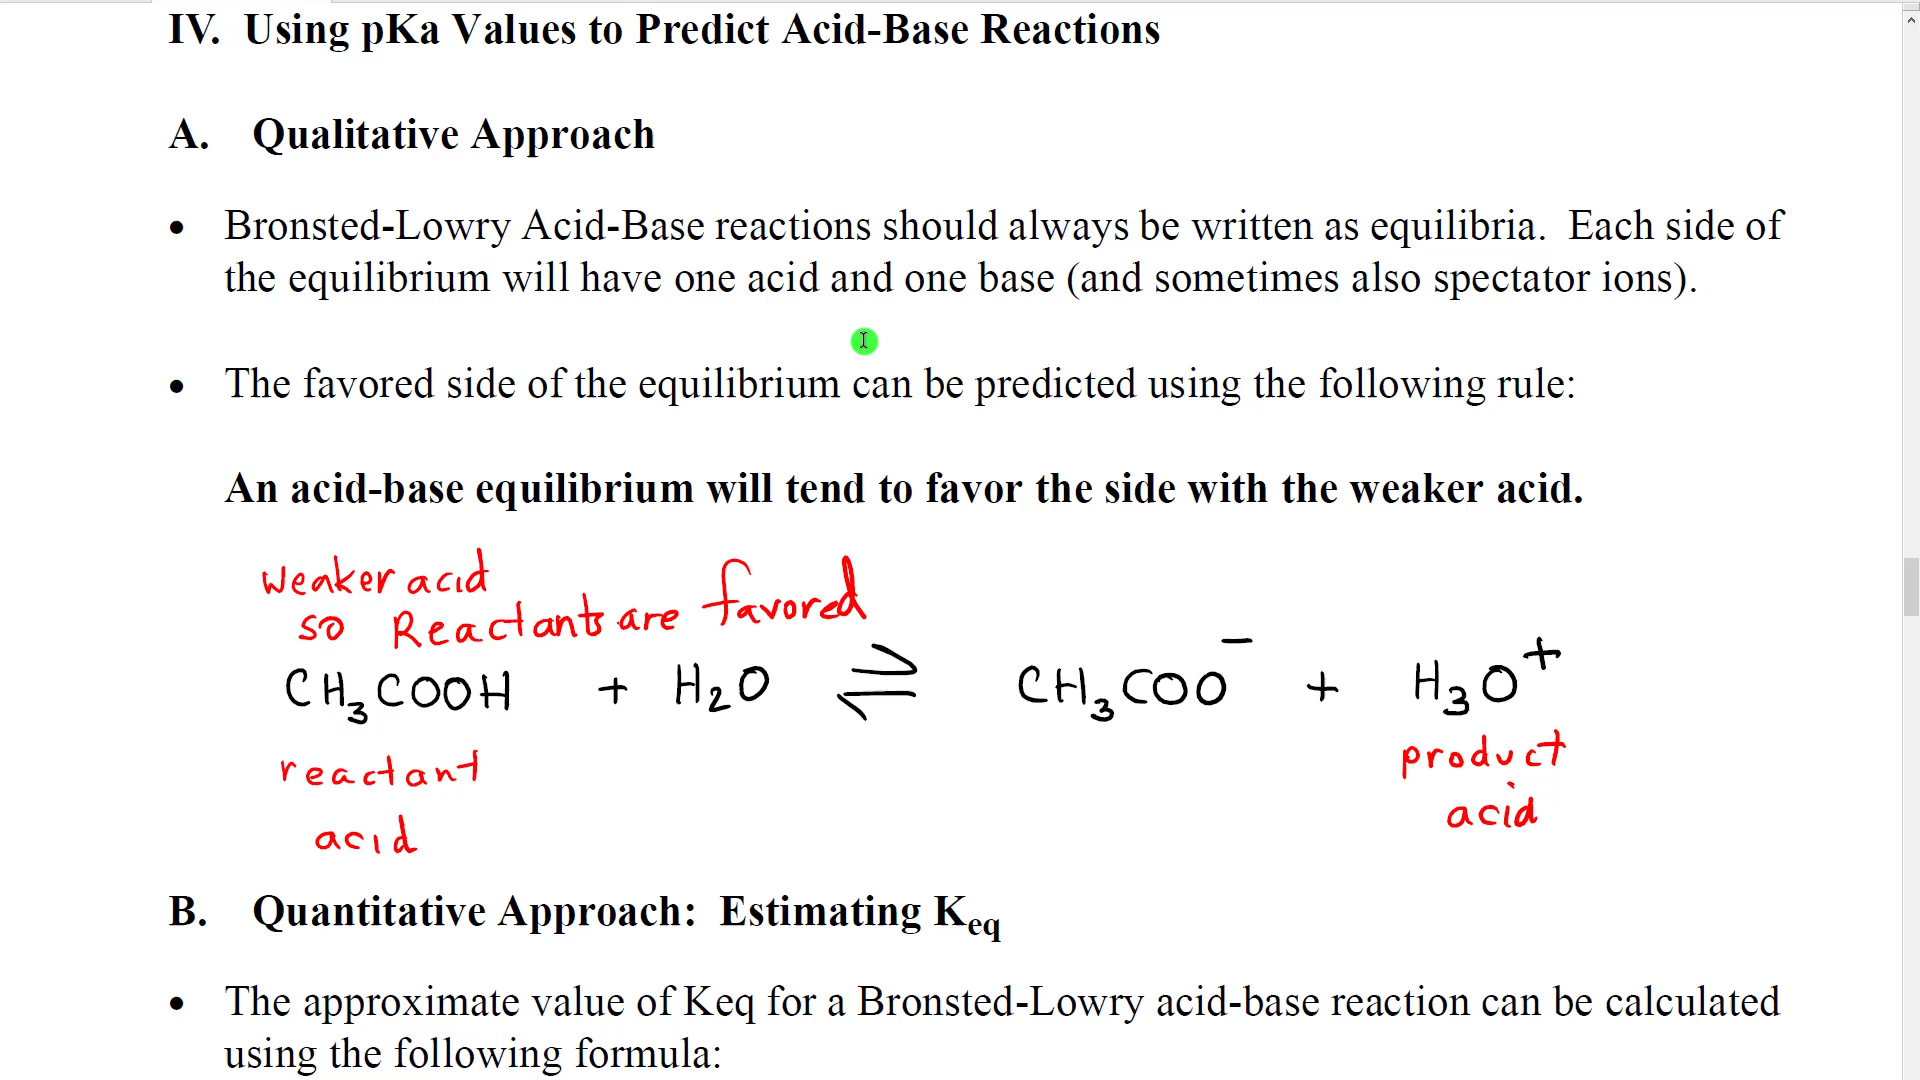 IV. Using pKa Values to Predict Acid-Base Reactions
A. Qualitative Approach
• Bronsted-Lowry Acid-Base reactions should always be written as equilibria. Each side of
the equilibrium will have one acid and one base (and sometimes also spectator ions).
• The favored side of the equilibrium can be predicted using the following rule:
An acid-base equilibrium will tend to favor the side with the weaker acid.
weaker acid
so Reactants are favored
CH₃COOH + H₂O ⇌ CH₃COO⁻ + H₃O⁺
reactant product
acid acid
B. Quantitative Approach: Estimating Keq
• The approximate value of Keq for a Bronsted-Lowry acid-base reaction can be calculated
using the following formula: